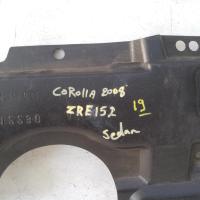 COROLLA 2008
ZRE152 19
Sedan